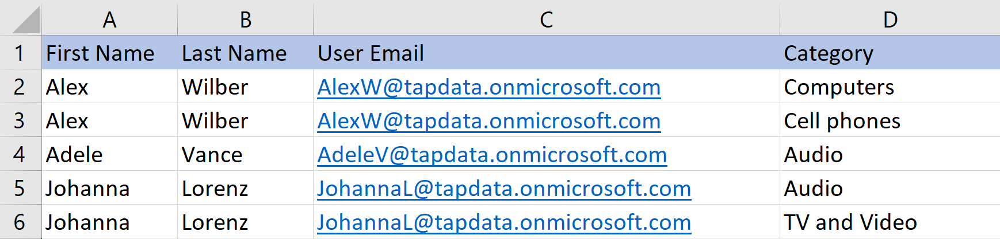 A B C D
1 First Name Last Name User Email Category
2 Alex Wilber AlexW@tapdata.onmicrosoft.com Computers
3 Alex Wilber AlexW@tapdata.onmicrosoft.com Cell phones
4 Adele Vance AdeleV@tapdata.onmicrosoft.com Audio
5 Johanna Lorenz JohannaL@tapdata.onmicrosoft.com Audio
6 Johanna Lorenz JohannaL@tapdata.onmicrosoft.com TV and Video